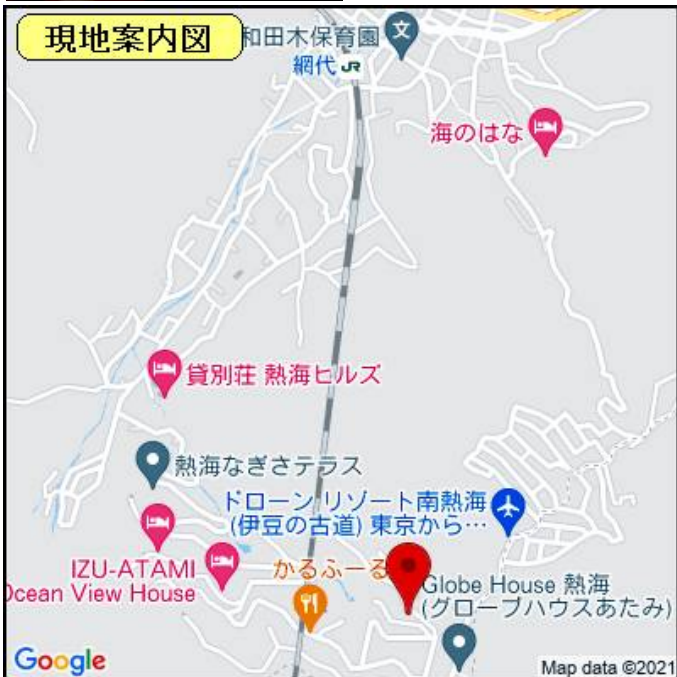 現地案内図
和田木保育園
文
網代 JR
海のはな
貸別荘 熱海ヒルズ
熱海なぎさテラス
ドローン リゾート南熱海
(伊豆の古道) 東京から…
IZU-ATAMI
Ocean View House
かるふーる
Globe House 熱海
(グローブハウスあたみ)
Google
Map data ©2021